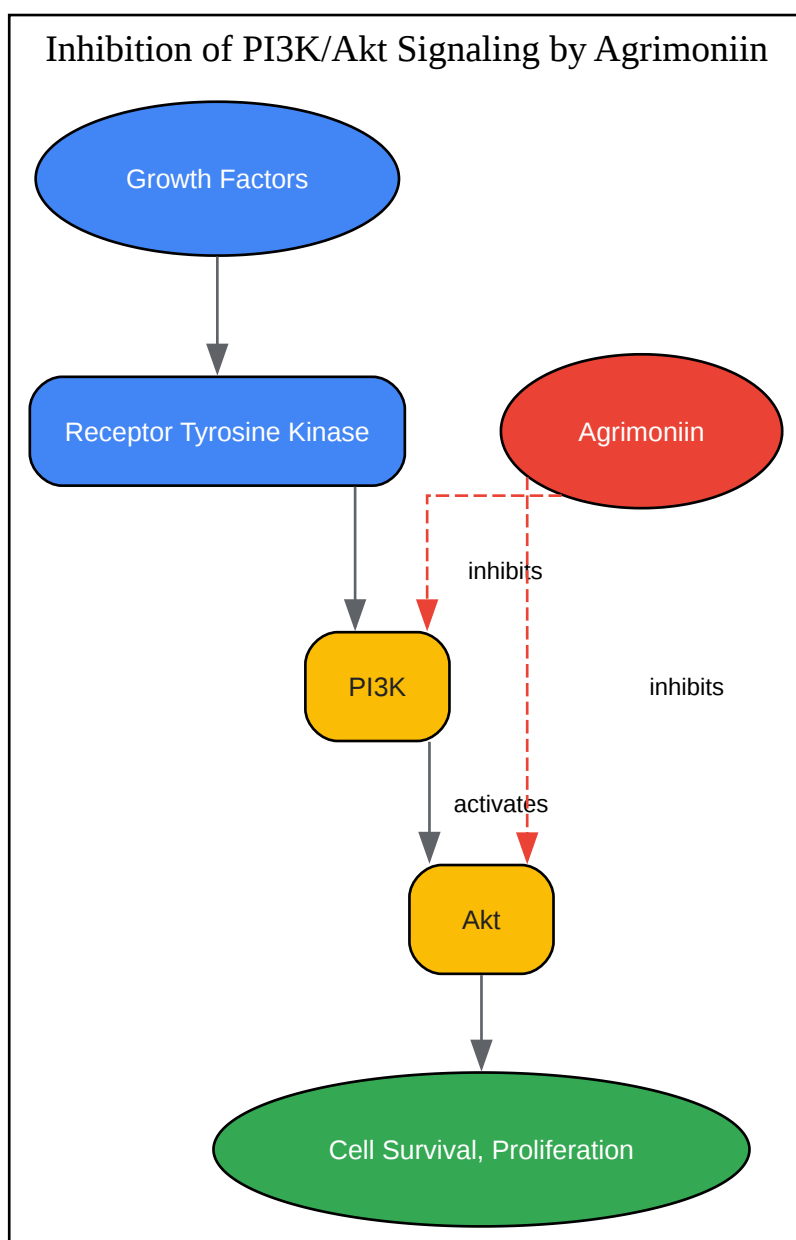 Inhibition of PI3K/Akt Signaling by Agrimoniin
Growth Factors
Receptor Tyrosine Kinase
Agrimoniin
inhibits
PI3K
inhibits
activates
Akt
Cell Survival, Proliferation